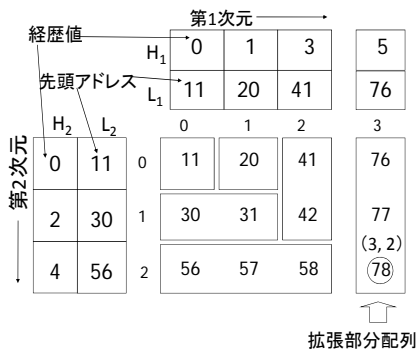 第1次元
経歴値
H1 0 1 3 5
先頭アドレス
L1 11 20 41 76
H2 L2 0 1 2 3
第2次元
0 11 0 11 20 41 76
2 30 1 30 31 42 77
(3, 2)
4 56 2 56 57 58 78
拡張部分配列